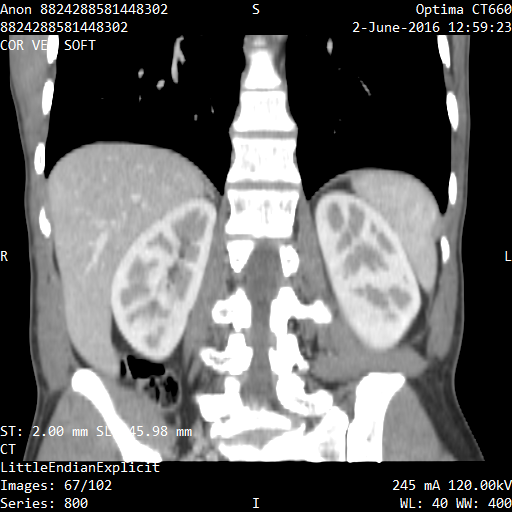 Anon 8824288581448302 S Optima CT660
8824288581448302 2-June-2016 12:59:23
COR VEN SOFT
R L
ST: 2.00 mm SL: 45.98 mm
CT
LittleEndianExplicit
Images: 67/102 245 mA 120.00kV
Series: 800 I WL: 40 WW: 400